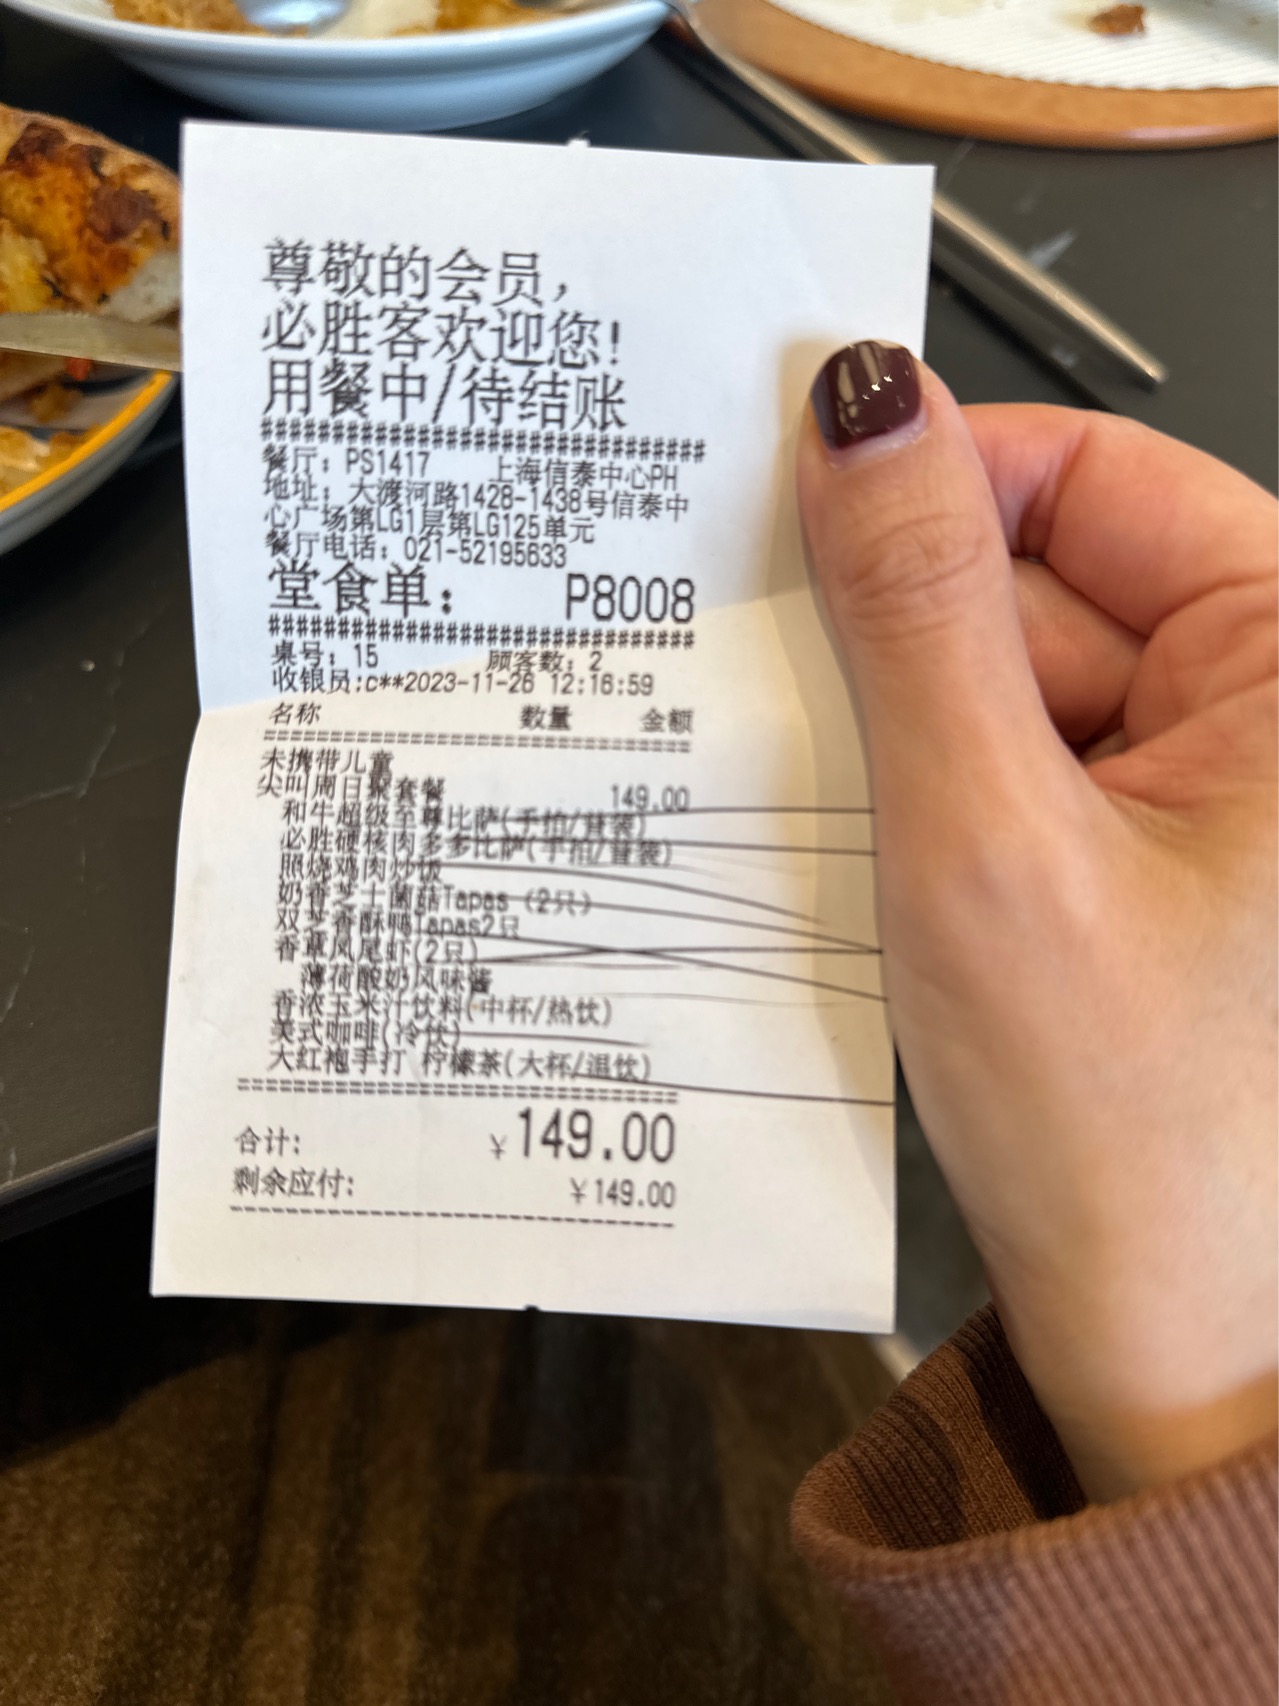 尊敬的会员，
必胜客欢迎您！
用餐中/待结账
################################
餐厅：PS1417 上海信泰中心PH
地址：大渡河路1428-1438号信泰中
心广场第LG1层第LG125单元
餐厅电话：021-52195633
堂食单： P8008
################################
桌号：15 顾客数：2
收银员:c**2023-11-26 12:16:59
名称 数量 金额
================================
未携带儿童
尖叫周日聚套餐 149.00
和牛超级至尊比萨(手拍/普装)
必胜硬核肉多多比萨(手拍/普装)
照烧鸡肉炒饭
奶香芝士菌菇Tapas（2只）
双芝香酥鸭Tapas2只
香草凤尾虾(2只)
薄荷酸奶风味酱
香浓玉米汁饮料(中杯/热饮)
美式咖啡(冷饮)
大红袍手打 柠檬茶(大杯/温饮)
================================
合计： ￥149.00
剩余应付： ￥149.00
--------------------------------